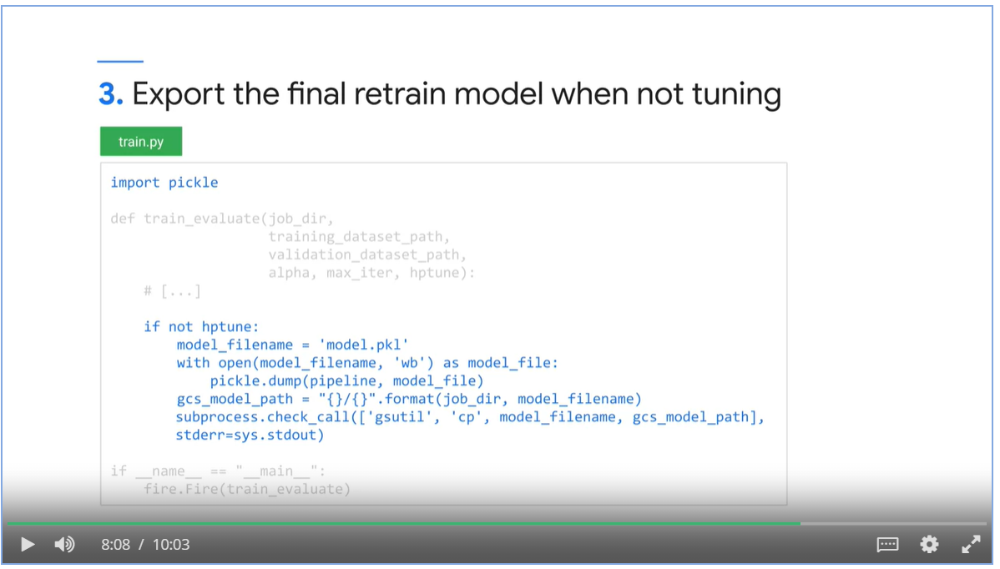 3. Export the final retrain model when not tuning
train.py
import pickle
def train_evaluate(job_dir,
training_dataset_path,
validation_dataset_path,
alpha, max_iter, hptune):
# [...]
if not hptune:
model_filename = 'model.pkl'
with open(model_filename, 'wb') as model_file:
pickle.dump(pipeline, model_file)
gcs_model_path = "{}/{}".format(job_dir, model_filename)
subprocess.check_call(['gsutil', 'cp', model_filename, gcs_model_path],
stderr=sys.stdout)
if __name__ == "__main__":
fire.Fire(train_evaluate)
8:08 / 10:03